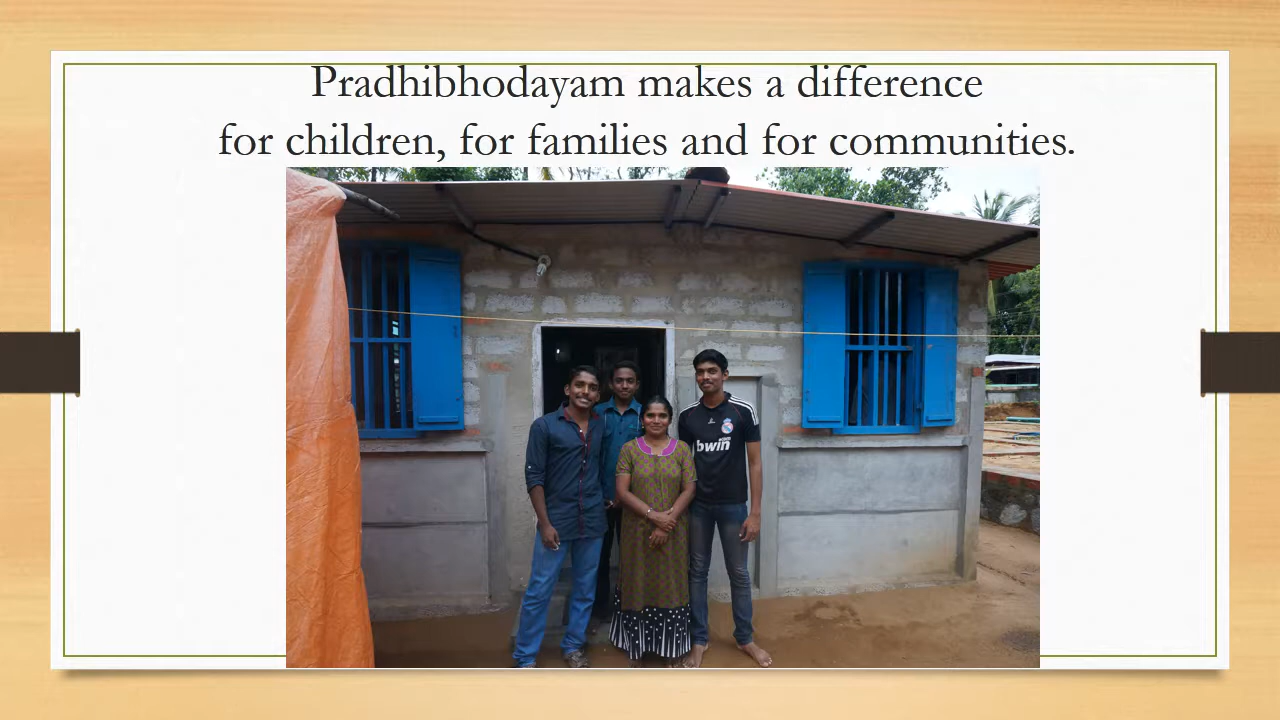 Pradhibhodayam makes a difference
for children, for families and for communities.
bwin